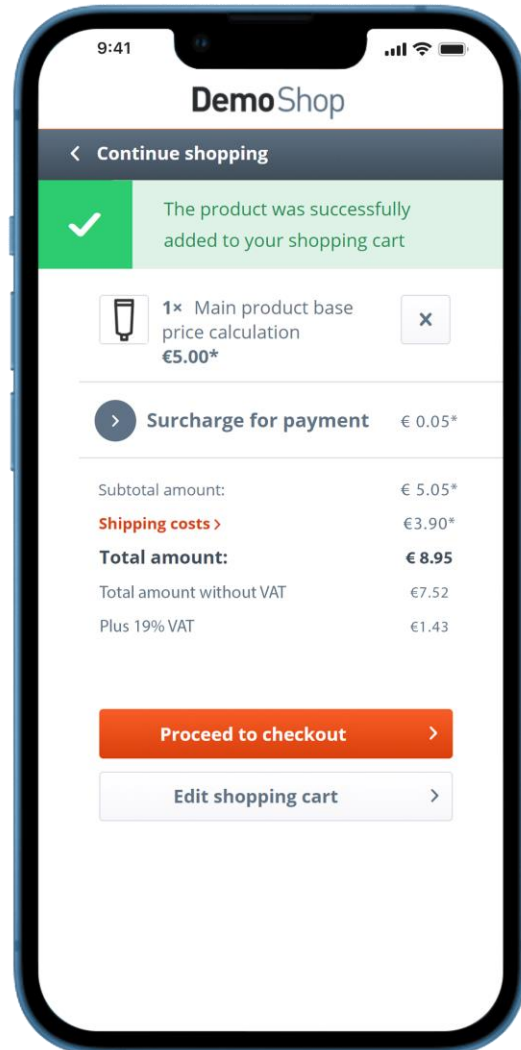 9:41
DemoShop
Continue shopping
The product was successfully
added to your shopping cart
1× Main product base
price calculation
€5.00*
×
Surcharge for payment € 0.05*
Subtotal amount: € 5.05*
Shipping costs > €3.90*
Total amount: € 8.95
Total amount without VAT €7.52
Plus 19% VAT €1.43
Proceed to checkout
Edit shopping cart